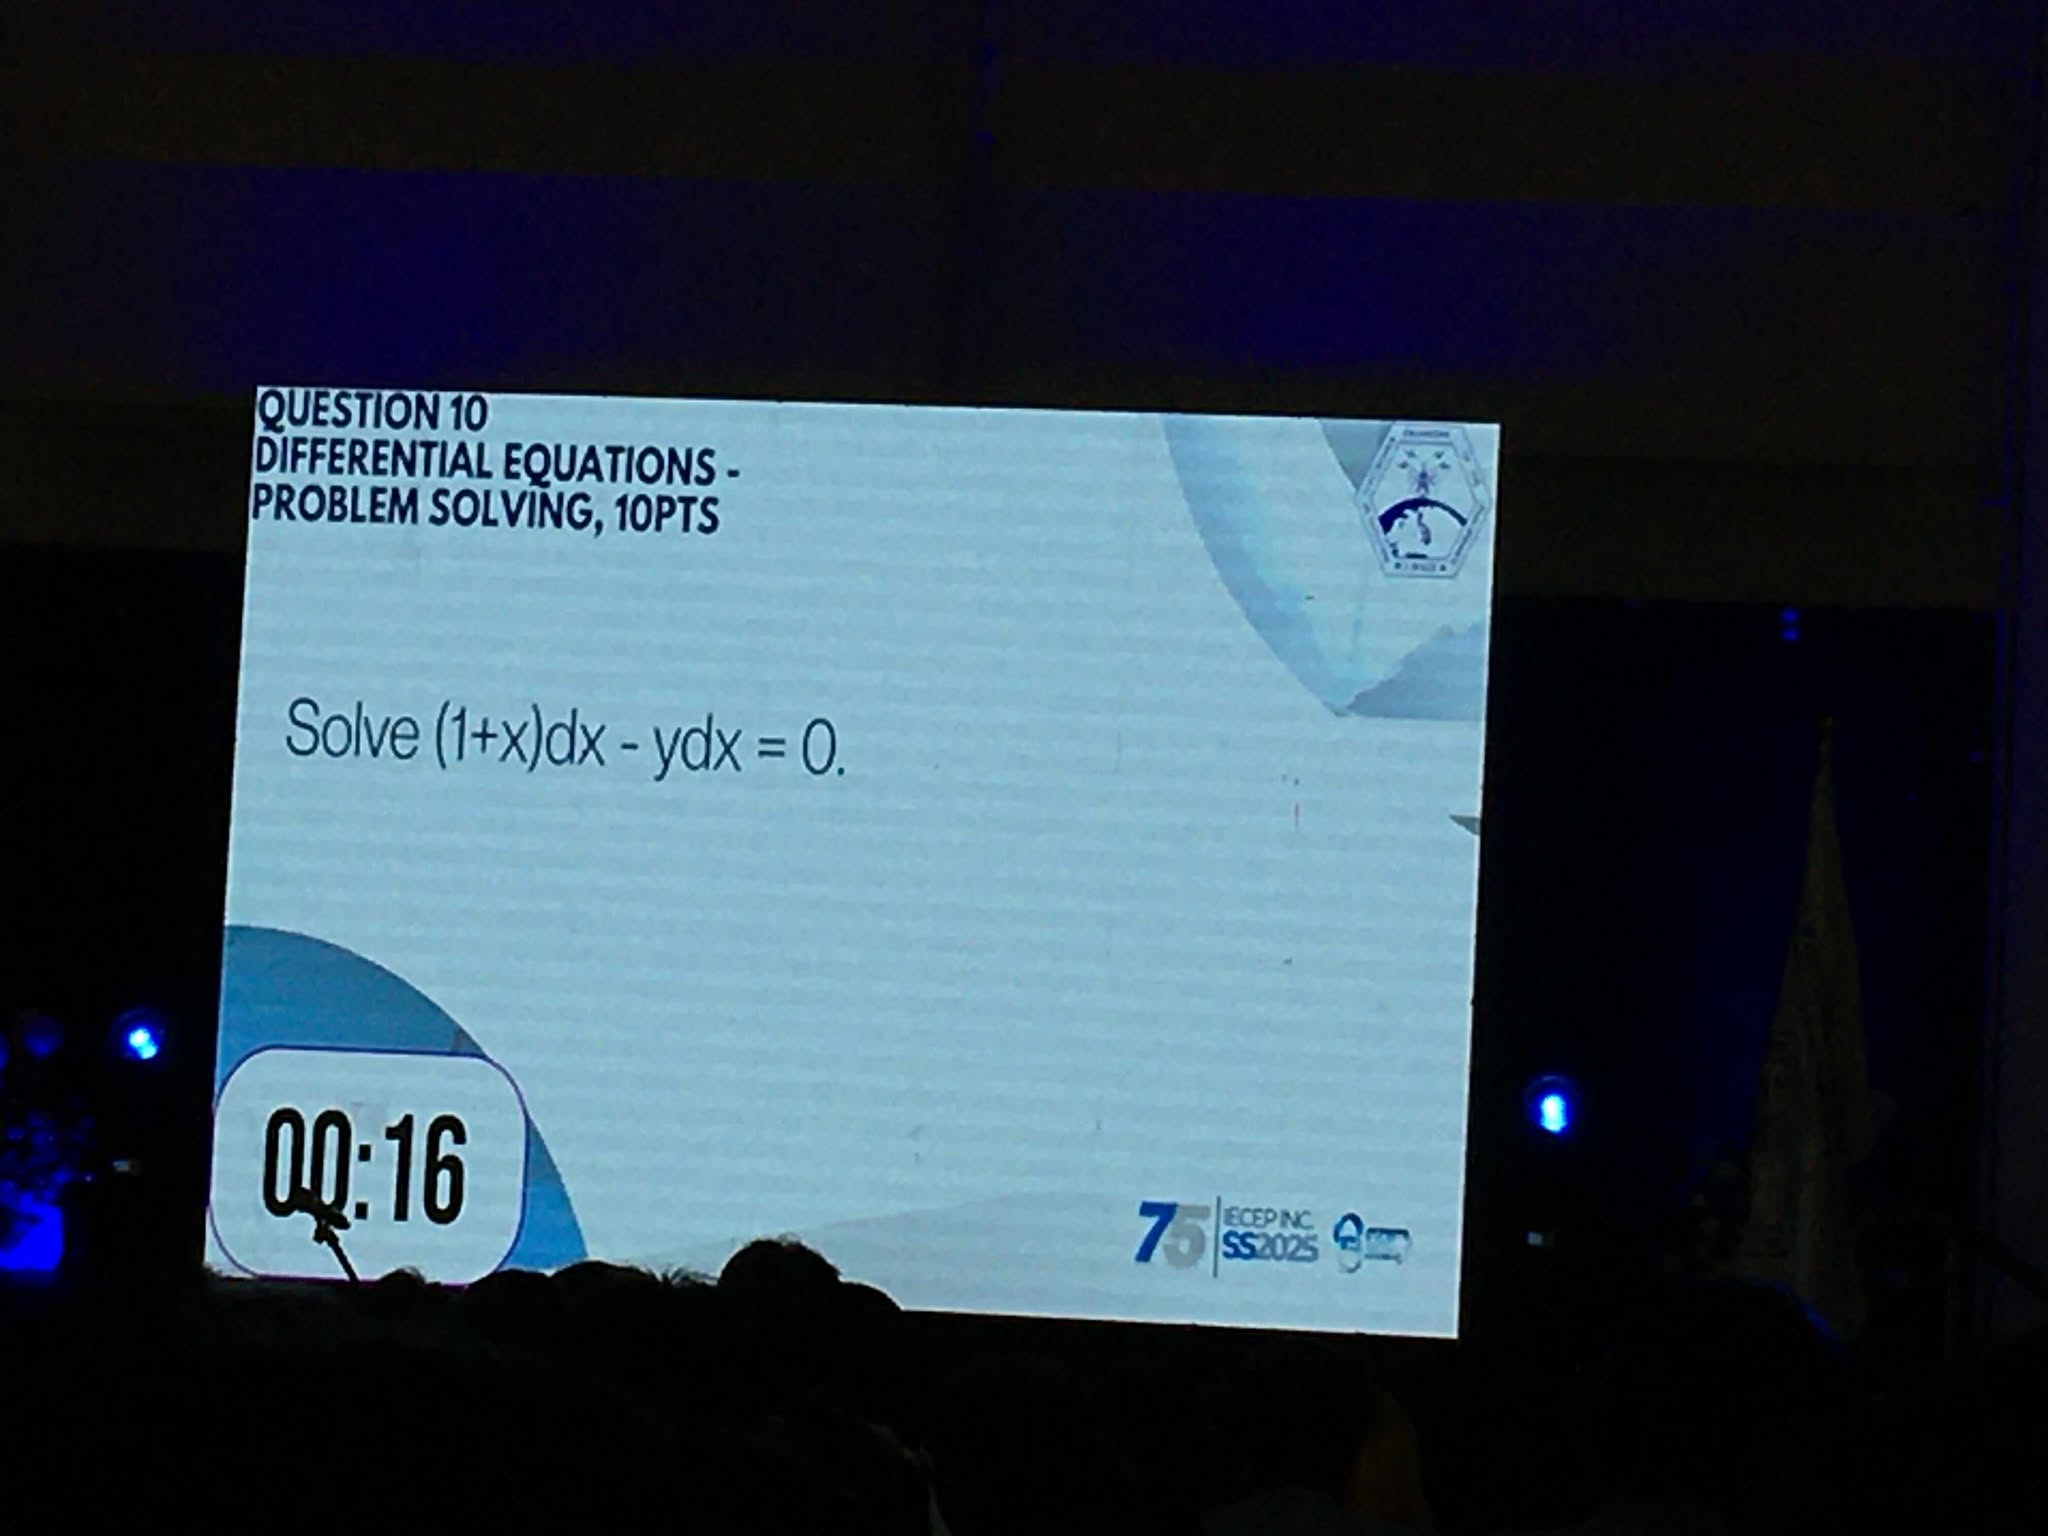 QUESTION 10
DIFFERENTIAL EQUATIONS -
PROBLEM SOLVING, 10PTS
Solve (1+x)dx - ydx = 0.
00:16
75
IECEP INC.
SS2025